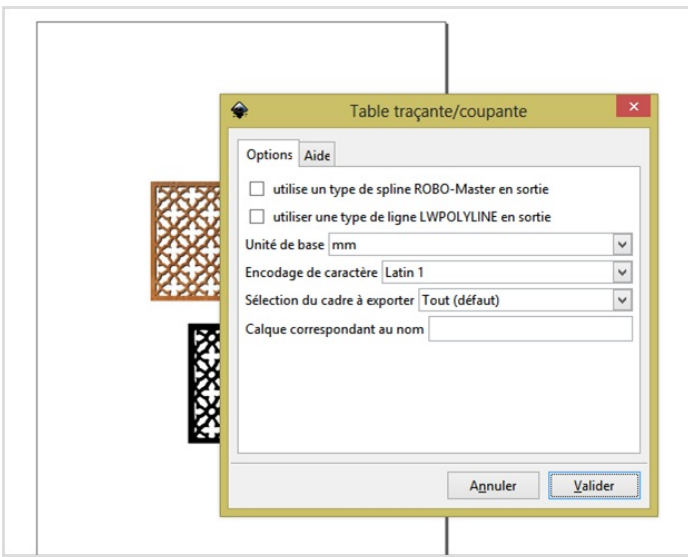 Table traçante/coupante
Options Aide
utilise un type de spline ROBO-Master en sortie
utiliser une type de ligne LWPOLYLINE en sortie
Unité de base mm
Encodage de caractère Latin 1
Sélection du cadre à exporter Tout (défaut)
Calque correspondant au nom
Annuler Valider